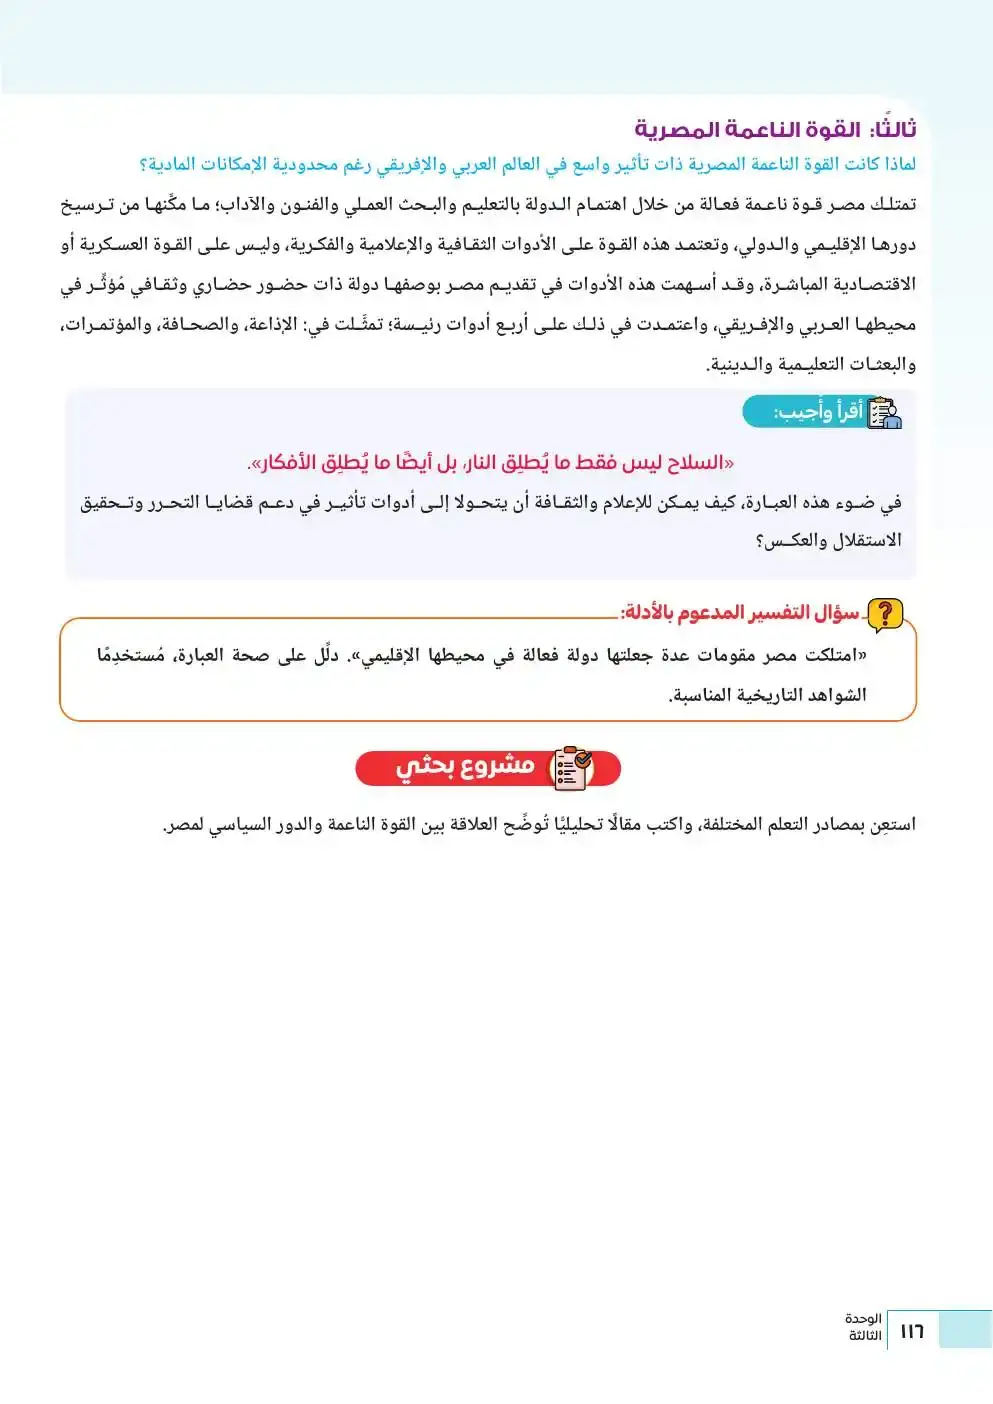 ثالثًا: القوة الناعمة المصرية
لماذا كانت القوة الناعمة المصرية ذات تأثير واسع في العالم العربي والإفريقي رغم محدودية الإمكانات المادية؟
تمتلك مصر قوة ناعمة فعالة من خلال اهتمام الدولة بالتعليم والبحث العملي والفنون والآداب؛ ما مكَّنها من ترسيخ
دورها الإقليمي والدولي، وتعتمد هذه القوة على الأدوات الثقافية والإعلامية والفكرية، وليس على القوة العسكرية أو
الاقتصادية المباشرة، وقد أسهمت هذه الأدوات في تقديم مصر بوصفها دولة ذات حضور حضاري وثقافي مُؤثِّر في
محيطها العربي والإفريقي، واعتمدت في ذلك على أربع أدوات رئيسة؛ تمثَّلت في: الإذاعة، والصحافة، والمؤتمرات،
والبعثات التعليمية والدينية.
أقرأ وأجيب:
«السلاح ليس فقط ما يُطلِق النار، بل أيضًا ما يُطلِق الأفكار».
في ضوء هذه العبارة، كيف يمكن للإعلام والثقافة أن يتحولا إلى أدوات تأثير في دعم قضايا التحرر وتحقيق
الاستقلال والعكس؟
سؤال التفسير المدعوم بالأدلة:
«امتلكت مصر مقومات عدة جعلتها دولة فعالة في محيطها الإقليمي». دلِّل على صحة العبارة، مُستخدِمًا
الشواهد التاريخية المناسبة.
مشروع بحثي
استعِن بمصادر التعلم المختلفة، واكتب مقالًا تحليليًّا تُوضِّح العلاقة بين القوة الناعمة والدور السياسي لمصر.
١١٦
الوحدة
الثالثة